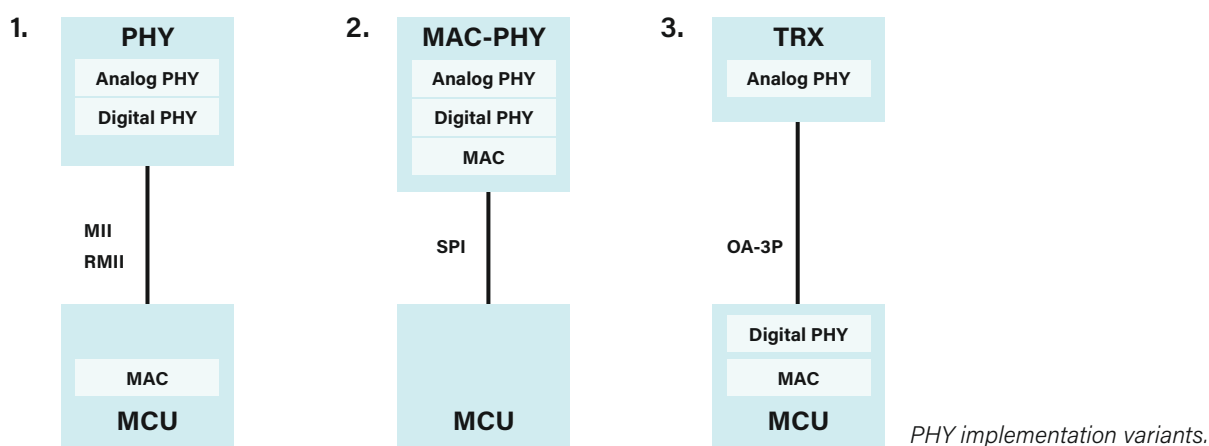 1.
PHY
Analog PHY
Digital PHY
MII
RMII
MAC
MCU
2.
MAC-PHY
Analog PHY
Digital PHY
MAC
SPI
MCU
3.
TRX
Analog PHY
OA-3P
Digital PHY
MAC
MCU
PHY implementation variants.